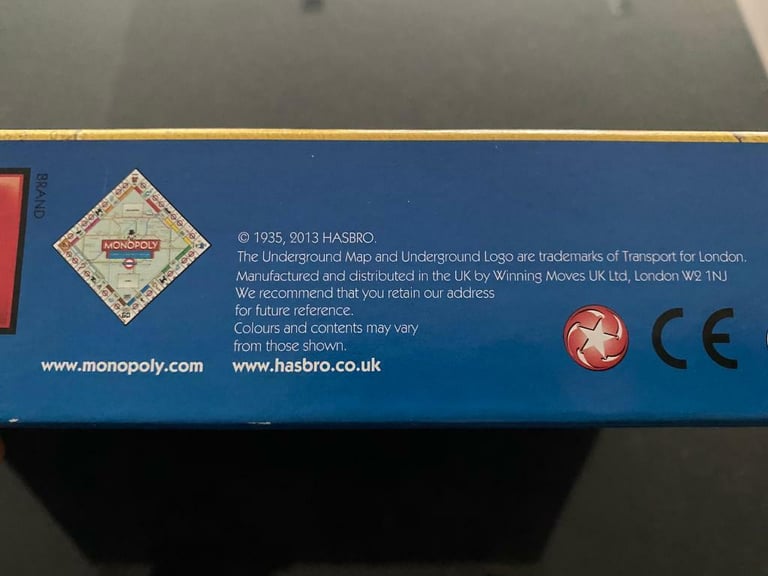 BRAND
MONOPOLY
© 1935, 2013 HASBRO.
The Underground Map and Underground Logo are trademarks of Transport for London.
Manufactured and distributed in the UK by Winning Moves UK Ltd, London W2 1NJ
We recommend that you retain our address
for future reference.
Colours and contents may vary
from those shown.
www.monopoly.com
www.hasbro.co.uk
CE